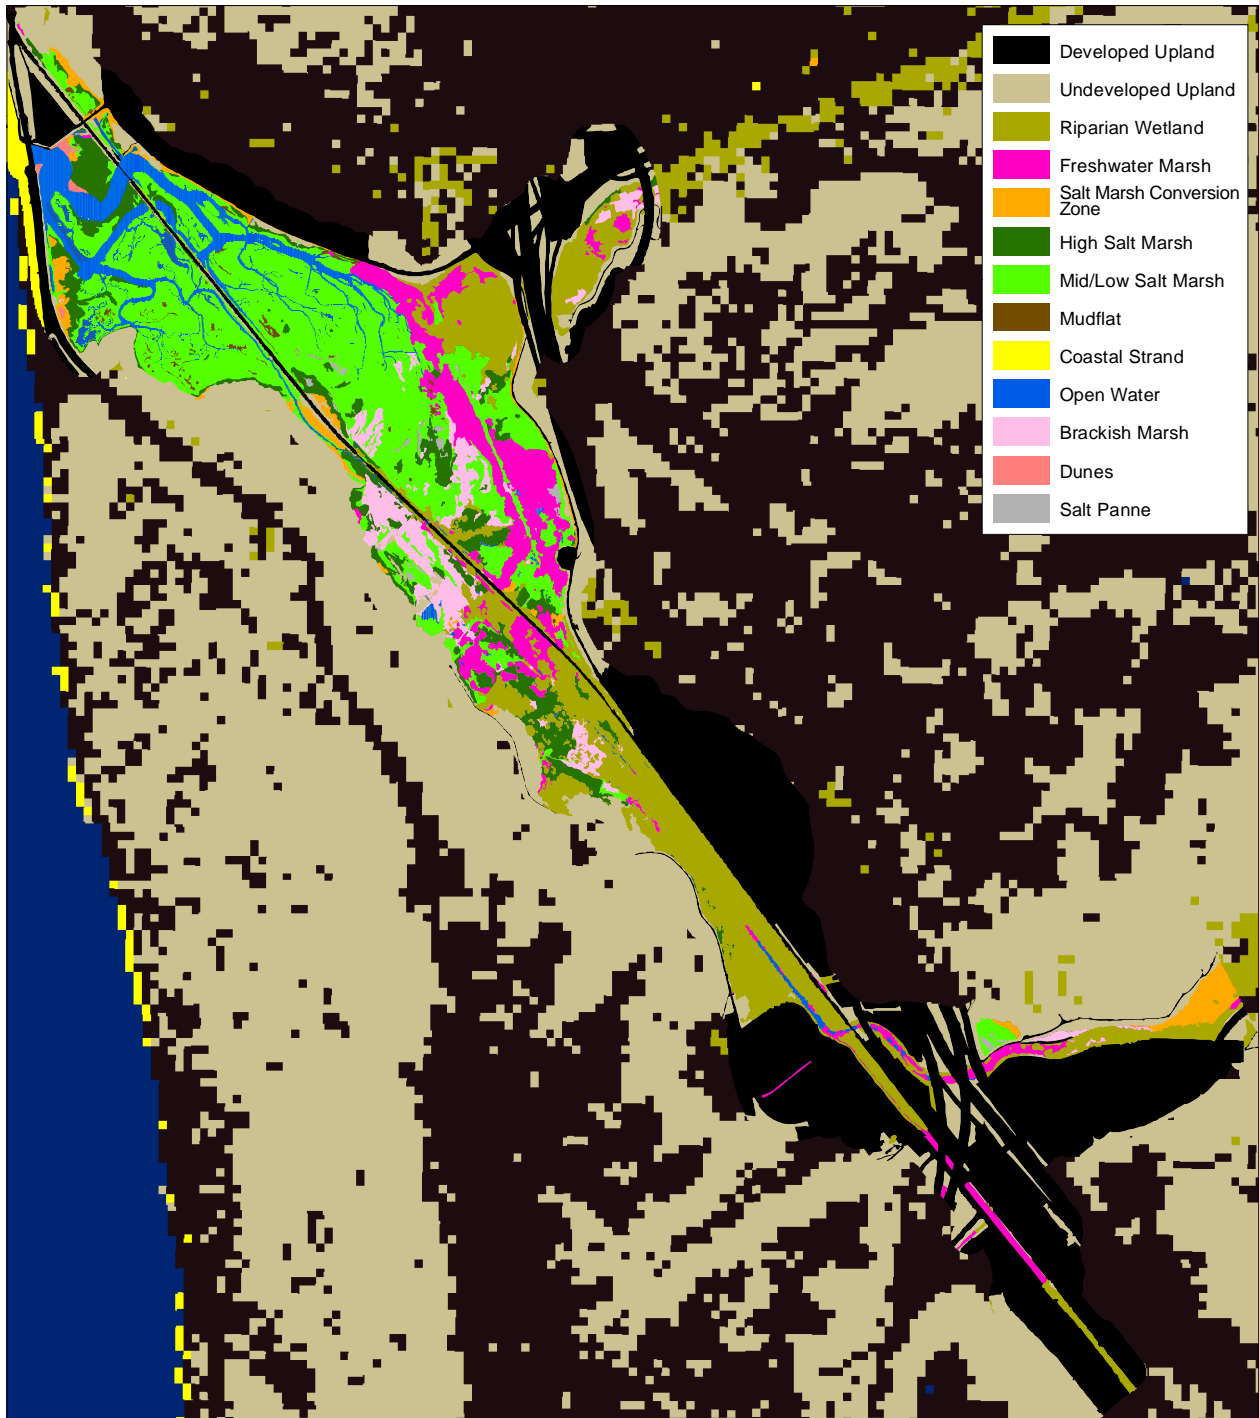 Developed Upland
Undeveloped Upland
Riparian Wetland
Freshwater Marsh
Salt Marsh Conversion
Zone
High Salt Marsh
Mid/Low Salt Marsh
Mudflat
Coastal Strand
Open Water
Brackish Marsh
Dunes
Salt Panne